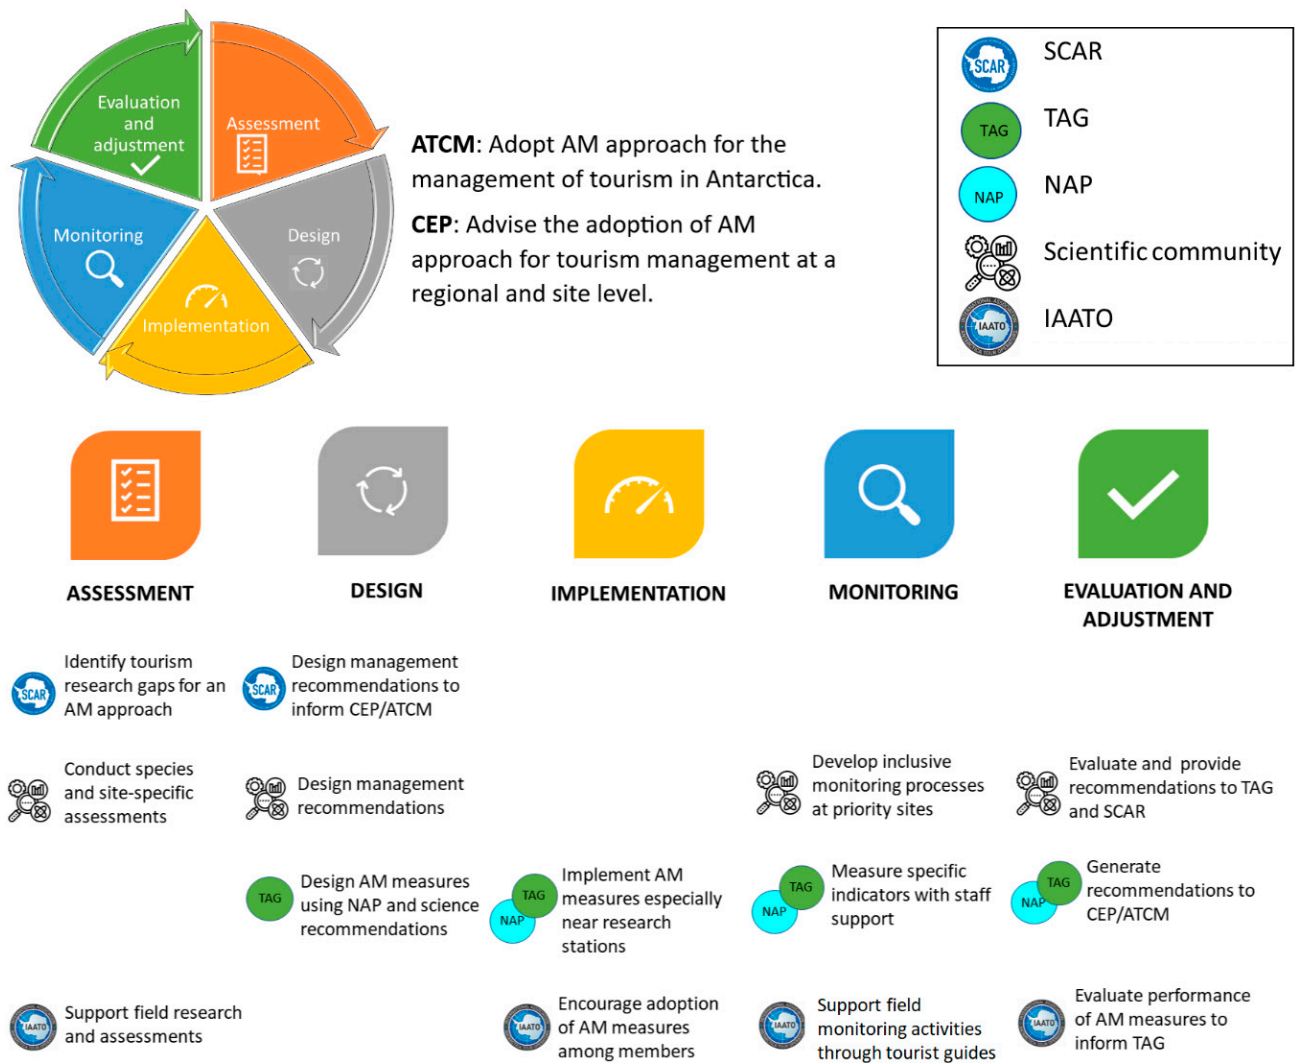 Evaluation
and
adjustment
Assessment
Monitoring
Design
Implementation
ATCM: Adopt AM approach for the
management of tourism in Antarctica.
CEP: Advise the adoption of AM
approach for tourism management at a
regional and site level.
SCAR
SCAR
TAG
TAG
NAP
NAP
Scientific community
IAATO
IAATO
ASSESSMENT
DESIGN
IMPLEMENTATION
MONITORING
EVALUATION AND
ADJUSTMENT
SCAR
Identify tourism
research gaps for an
AM approach
SCAR
Design management
recommendations to
inform CEP/ATCM
Conduct species
and site-specific
assessments
Design management
recommendations
Develop inclusive
monitoring processes
at priority sites
Evaluate and provide
recommendations to TAG
and SCAR
TAG
Design AM measures
using NAP and science
recommendations
TAG
NAP
Implement AM
measures especially
near research
stations
TAG
NAP
Measure specific
indicators with staff
support
TAG
NAP
Generate
recommendations to
CEP/ATCM
IAATO
Support field research
and assessments
IAATO
Encourage adoption
of AM measures
among members
IAATO
Support field
monitoring activities
through tourist guides
IAATO
Evaluate performance
of AM measures to
inform TAG